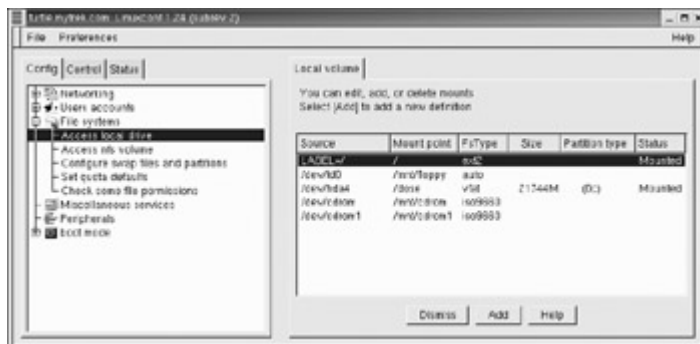 turtle.mytrek.com: Linuxconf 1.24 (subrev 2)
File Preferences Help
Config Control Status
Networking
Users accounts
File systems
Access local drive
Access nfs volume
Configure swap files and partitions
Set quota defaults
Check some file permissions
Miscellaneous services
Peripherals
boot mode
Local volume
You can edit, add, or delete mounts
Select [Add] to add a new definition
Source Mount point FsType Size Partition type Status
LABEL=/ / ext2 Mounted
/dev/fd0 /mnt/floppy auto
/dev/hda4 /dose vfat 21344M Mounted
/dev/cdrom /mnt/cdrom iso9660
/dev/cdrom1 /mnt/cdrom1 iso9660
Dismiss Add Help